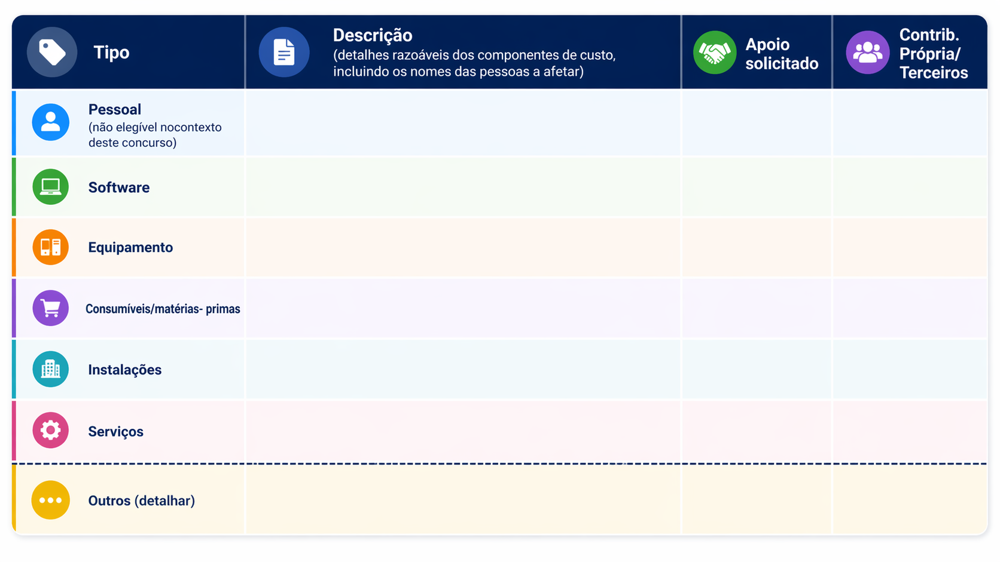 Tipo
Descrição
(detalhes razoáveis dos componentes de custo,
incluindo os nomes das pessoas a afetar)
Apoio
solicitado
Contrib.
Própria/
Terceiros
Pessoal
(não elegível nocontexto
deste concurso)
Software
Equipamento
Consumíveis/matérias- primas
Instalações
Serviços
Outros (detalhar)